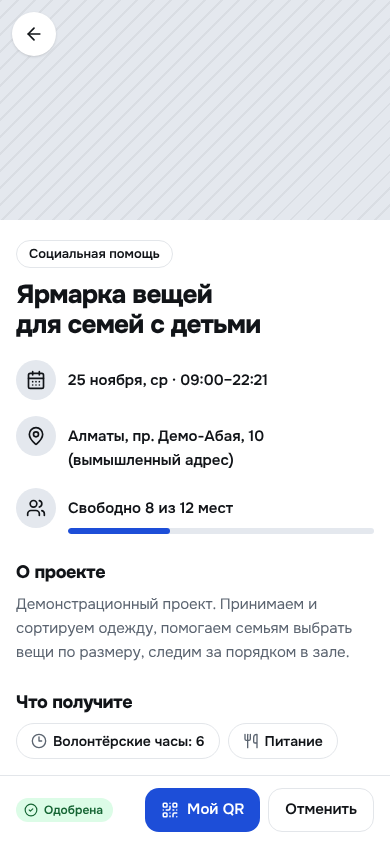 Социальная помощь
Ярмарка вещей
для семей с детьми
25 ноября, ср · 09:00–22:21
Алматы, пр. Демо-Абая, 10
(вымышленный адрес)
Свободно 8 из 12 мест
О проекте
Демонстрационный проект. Принимаем и
сортируем одежду, помогаем семьям выбрать
вещи по размеру, следим за порядком в зале.
Что получите
Волонтёрские часы: 6
Питание
Одобрена
Мой QR
Отменить